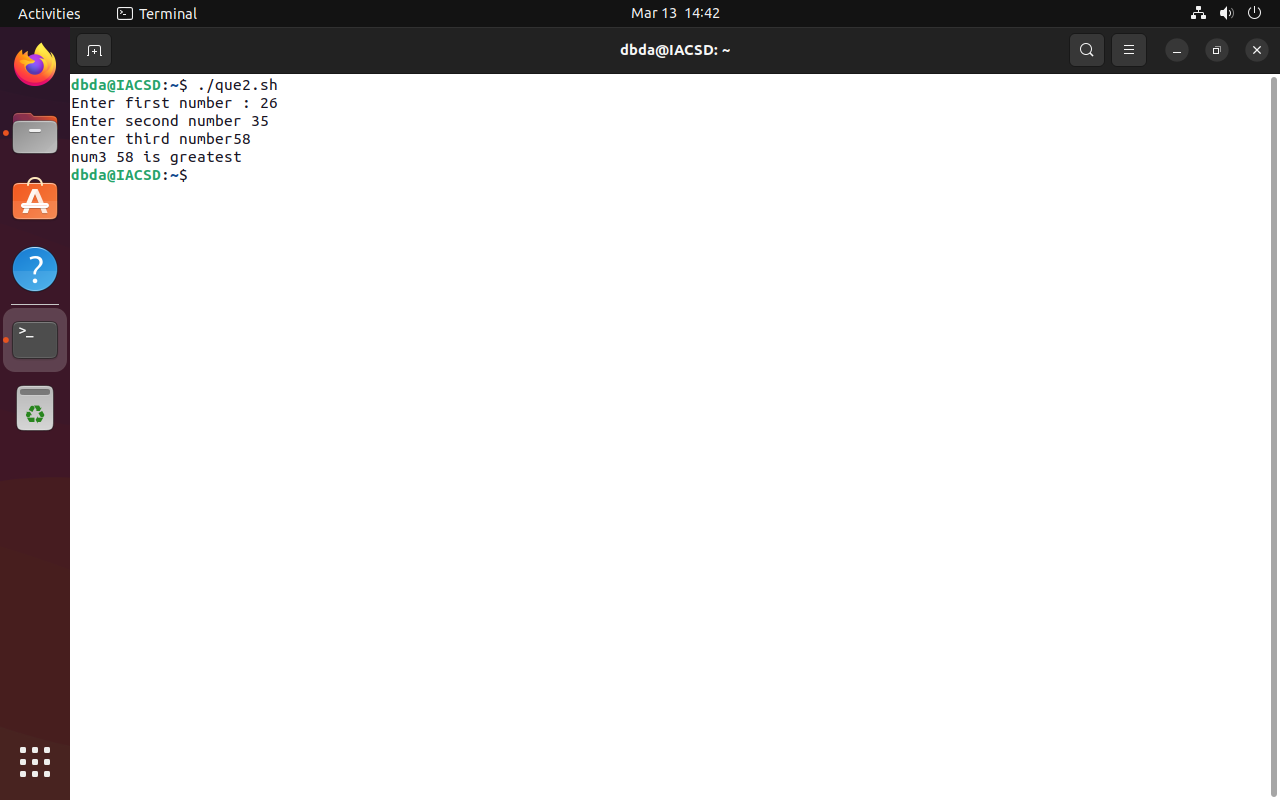 Activities Terminal Mar 13 14:42
dbda@IACSD: ~
dbda@IACSD:~$ ./que2.sh
Enter first number : 26
Enter second number 35
enter third number58
num3 58 is greatest
dbda@IACSD:~$